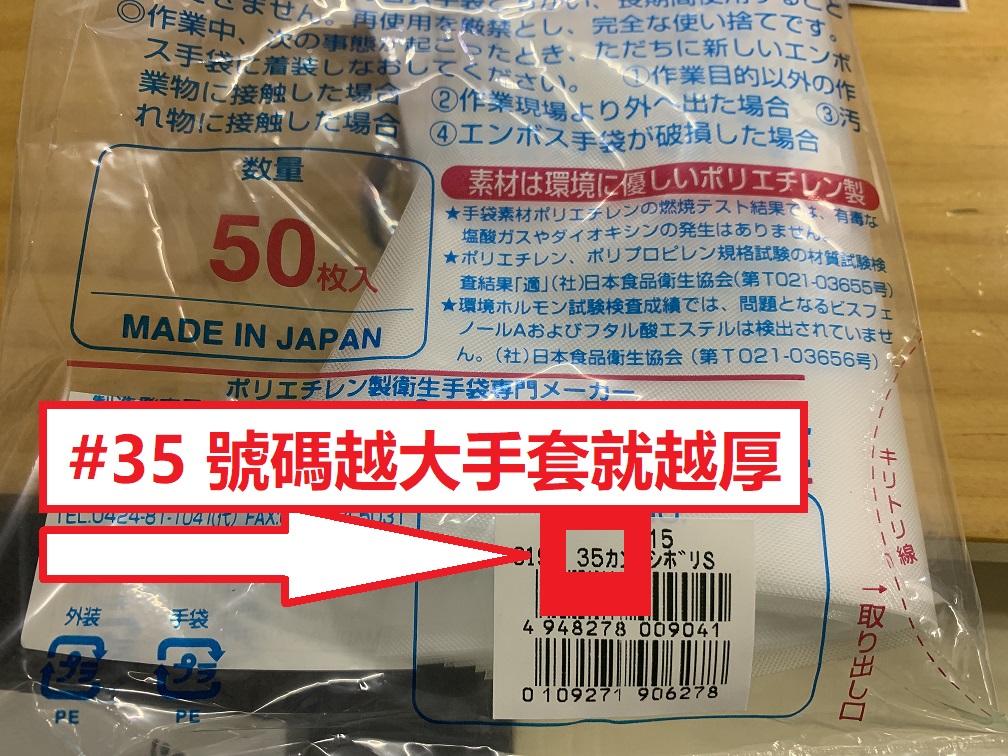 ◎作業中、次の事態が起こったとき、ただちに新しいエンボ
ス手袋に着装しなおしてください。 ①作業目的以外の作
業物に接触した場合 ②作業現場より外へ出た場合 ③汚
れ物に接触した場合 ④エンボス手袋が破損した場合
数量
50枚入
MADE IN JAPAN
素材は環境に優しいポリエチレン製
★手袋素材ポリエチレンの燃焼テスト結果では、有毒な
塩酸ガスやダイオキシンの発生はありません。
★ポリエチレン、ポリプロピレン規格試験の材質試験検
査結果「適」(社)日本食品衛生協会(第T021-03655号)
★環境ホルモン試験検査成績では、問題となるビスフェ
ノールAおよびフタル酸エステルは検出されていませ
ん。(社)日本食品衛生協会 (第T021-03656号)
ポリエチレン製衛生手袋専門メーカー
#35 號碼越大手套就越厚
TEL.0424-81-1041(代) FAX.
5031
15
35カ
シボリS
4 948278 009041
0 109271 906278
キリトリ線
→取り出し口
外装
手袋
プラ
プラ
PE
PE